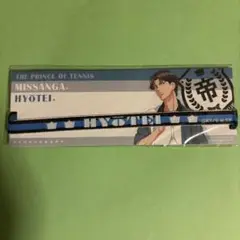 THE PRINCE OF TENNIS
MISSANGA.
HYOTEI.
帝
HYOTEI